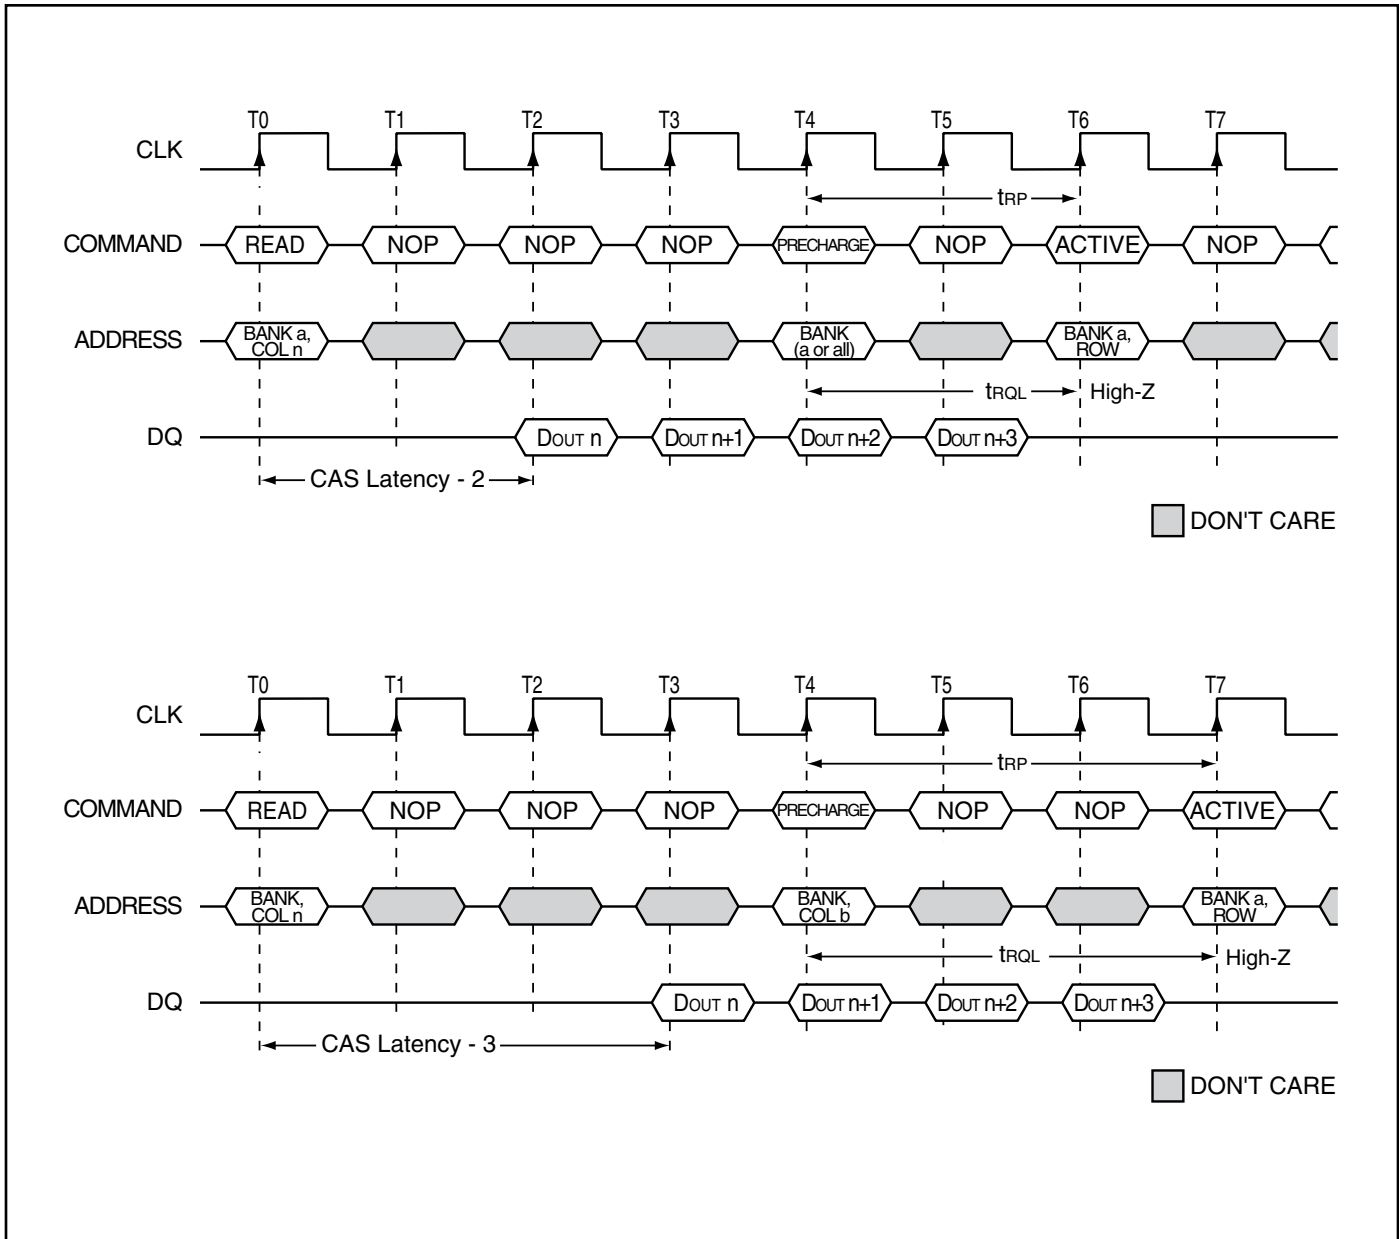 T0 T1 T2 T3 T4 T5 T6 T7
CLK
tRP
COMMAND READ NOP NOP NOP PRECHARGE NOP ACTIVE NOP
ADDRESS BANK a, COL n BANK (a or all) BANK a, ROW
tRQL High-Z
DQ DOUT n DOUT n+1 DOUT n+2 DOUT n+3
CAS Latency - 2
DON'T CARE
T0 T1 T2 T3 T4 T5 T6 T7
CLK
tRP
COMMAND READ NOP NOP NOP PRECHARGE NOP NOP ACTIVE
ADDRESS BANK, COL n BANK, COL b BANK a, ROW
tRQL High-Z
DQ DOUT n DOUT n+1 DOUT n+2 DOUT n+3
CAS Latency - 3
DON'T CARE